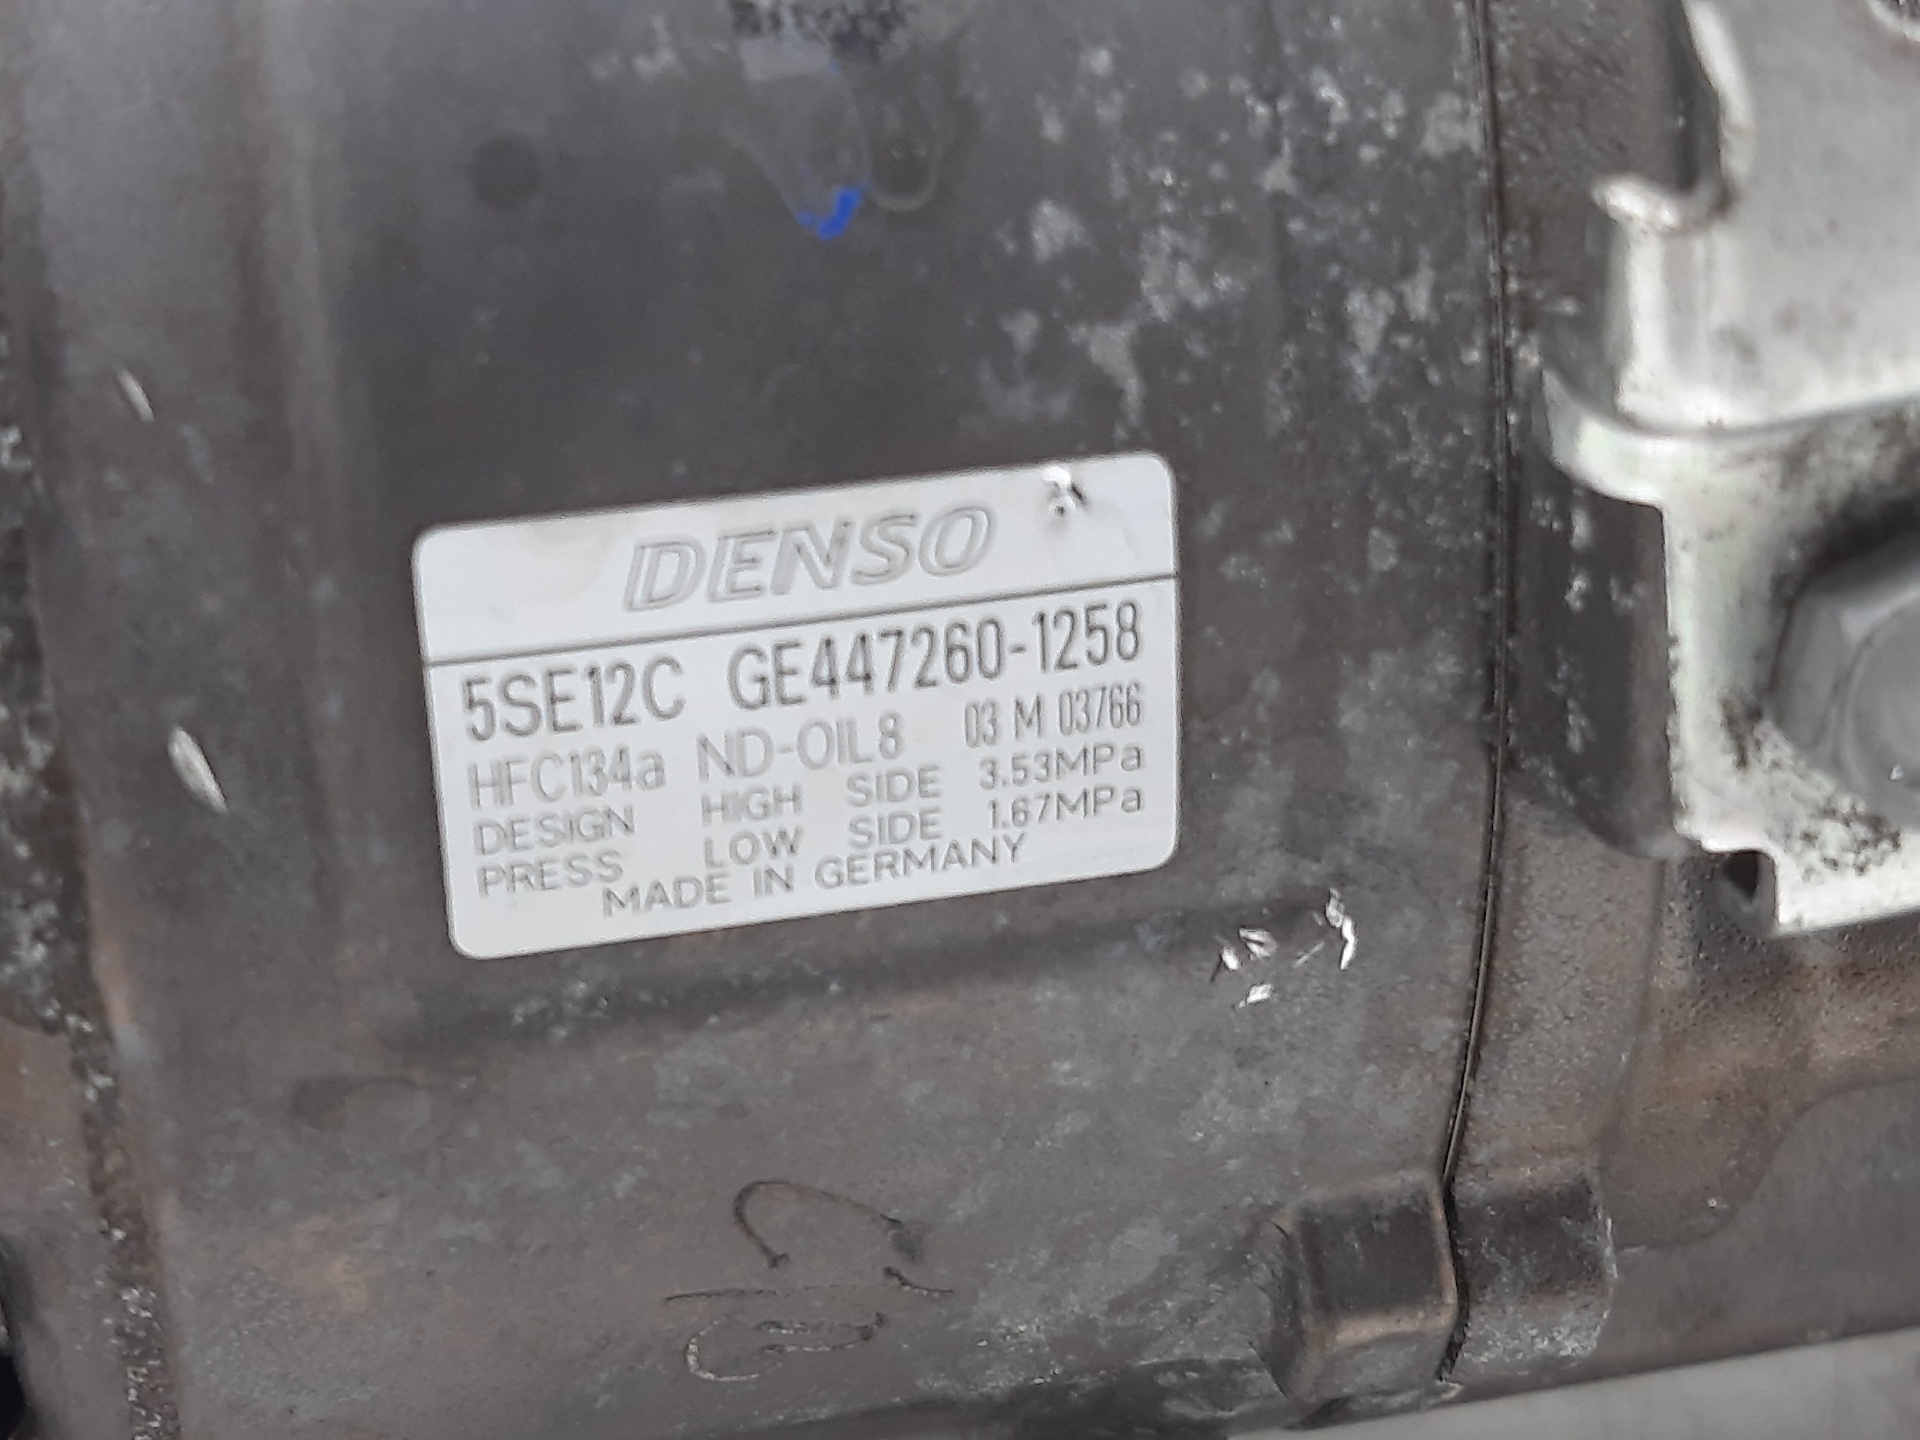 DENSO
5SE12C GE447260-1258
HFC134a ND-OIL8 03 M 03766
DESIGN HIGH SIDE 3.53MPa
PRESS LOW SIDE 1.67MPa
MADE IN GERMANY